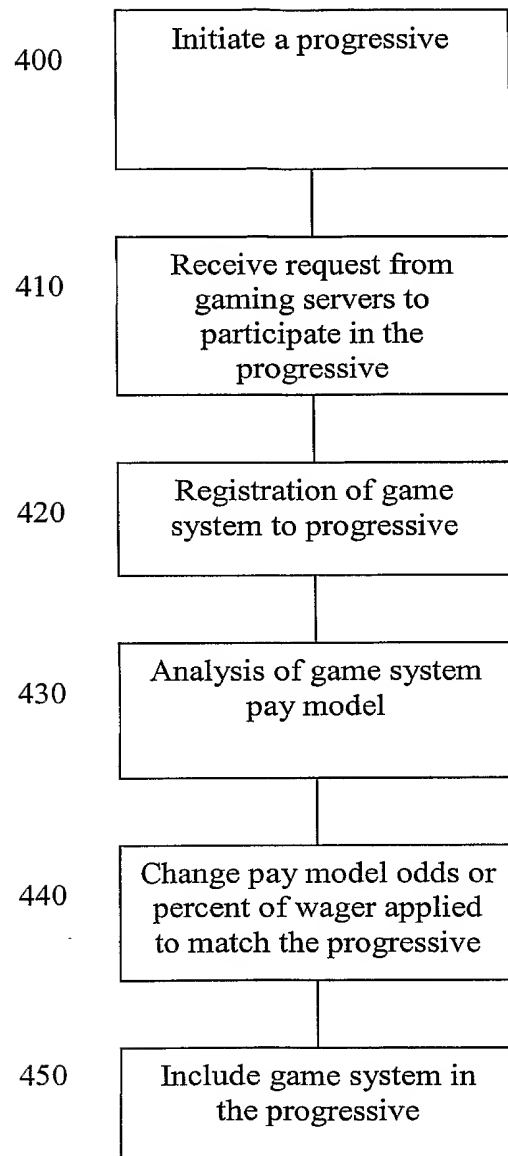 400
Initiate a progressive
410
Receive request from
gaming servers to
participate in the
progressive
420
Registration of game
system to progressive
430
Analysis of game system
pay model
440
Change pay model odds or
percent of wager applied
to match the progressive
450
Include game system in
the progressive